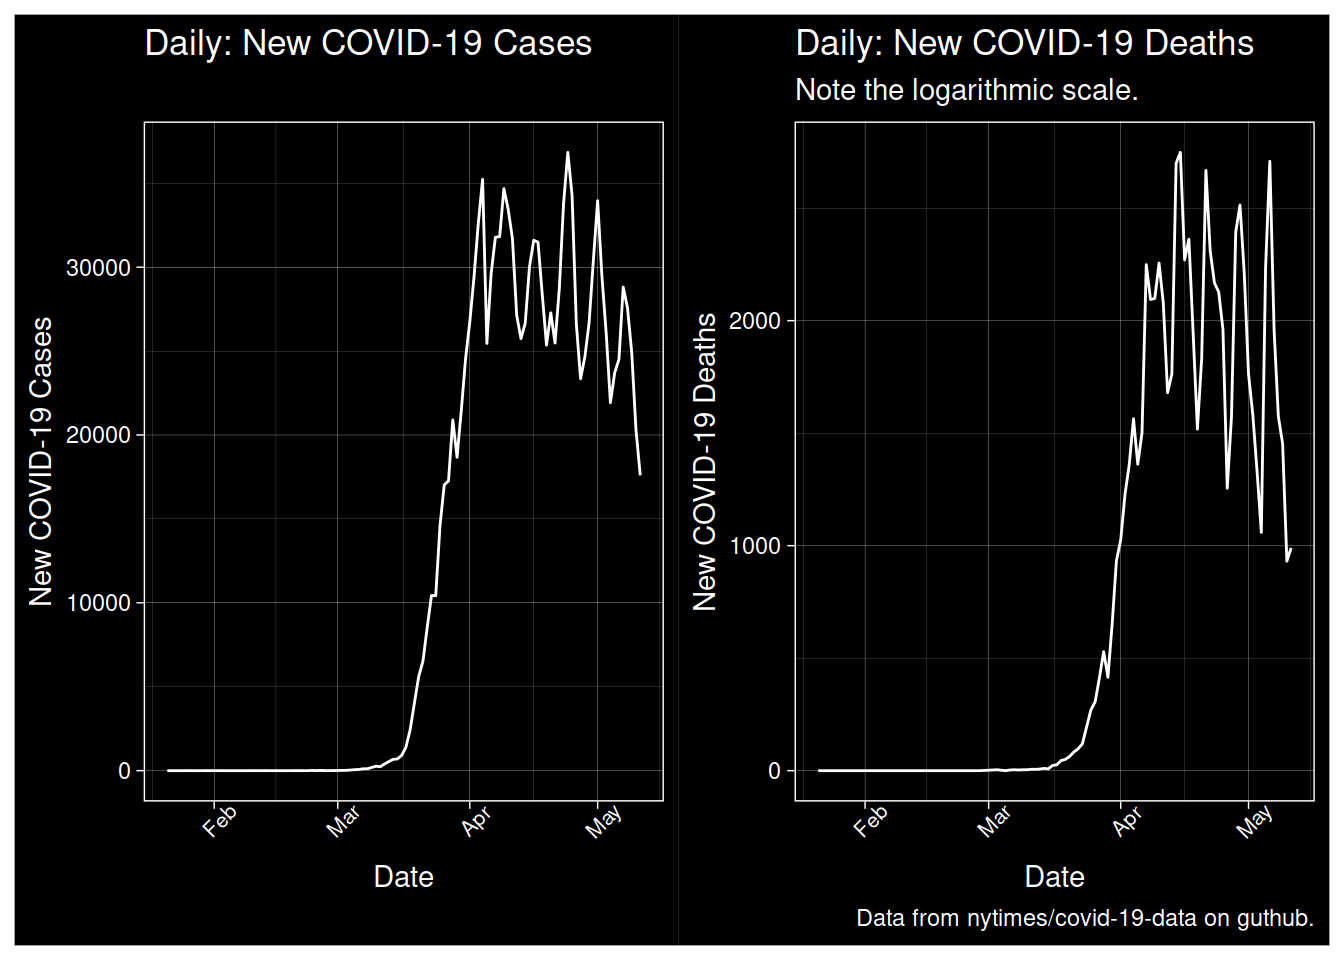 Daily: New COVID-19 Cases
New COVID-19 Cases
30000
20000
10000
0
Feb
Mar
Apr
May
Date
Daily: New COVID-19 Deaths
Note the logarithmic scale.
New COVID-19 Deaths
2000
1000
0
Feb
Mar
Apr
May
Date
Data from nytimes/covid-19-data on guthub.